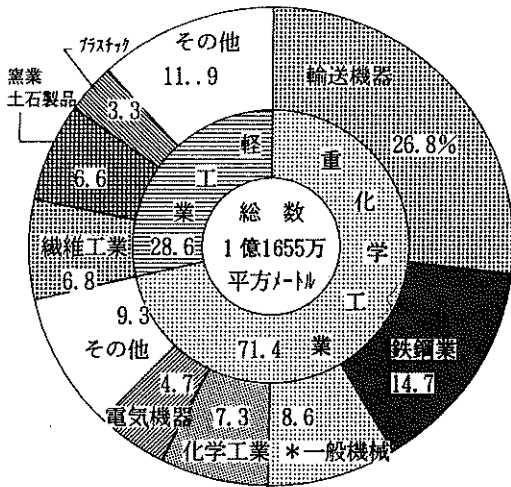 その他
11..9
プラスチック
3.3
窯業
土石製品
6.6
繊維工業
6.8
9.3
その他
4.7
電気機器
7.3
化学工業
8.6
*一般機械
鉄鋼業
14.7
輸送機器
26.8%
軽工業
28.6
重化学工業
71.4
総数
1億1655万
平方メートル